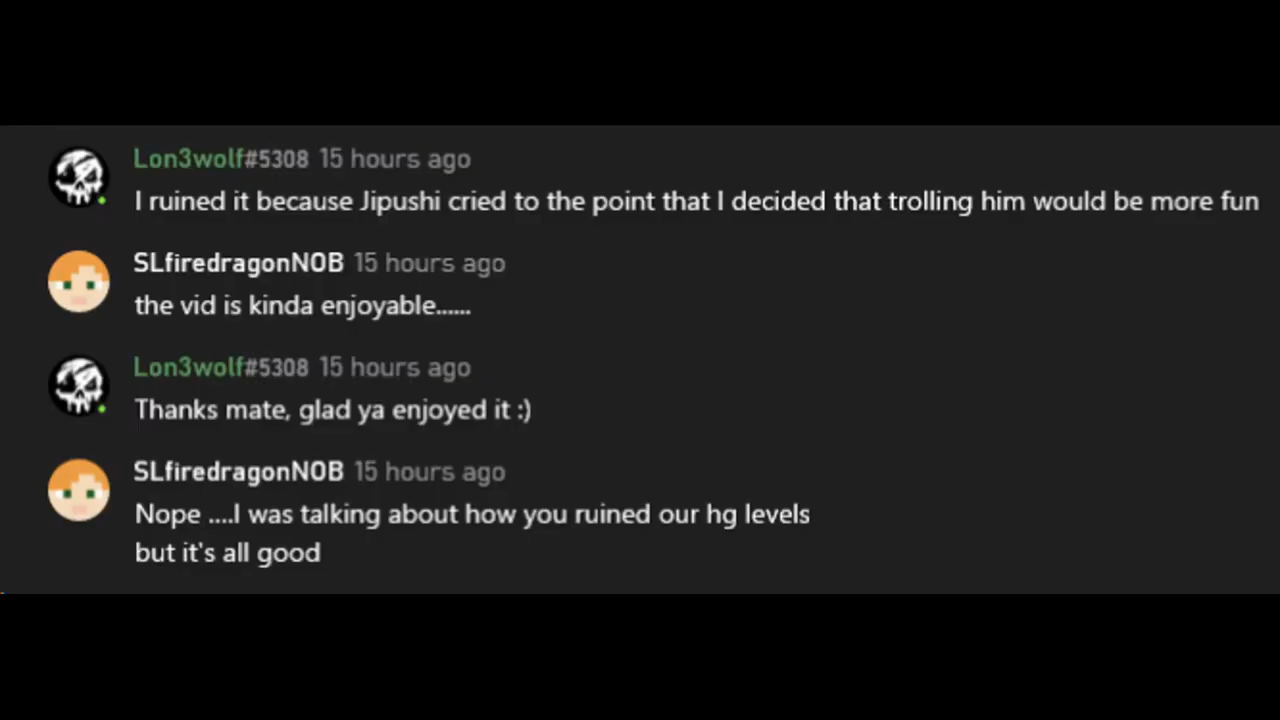 Lon3wolf#5308 15 hours ago
I ruined it because Jipushi cried to the point that I decided that trolling him would be more fun
SLfiredragonNOB 15 hours ago
the vid is kinda enjoyable......
Lon3wolf#5308 15 hours ago
Thanks mate, glad ya enjoyed it :)
SLfiredragonNOB 15 hours ago
Nope ....I was talking about how you ruined our hg levels
but it's all good